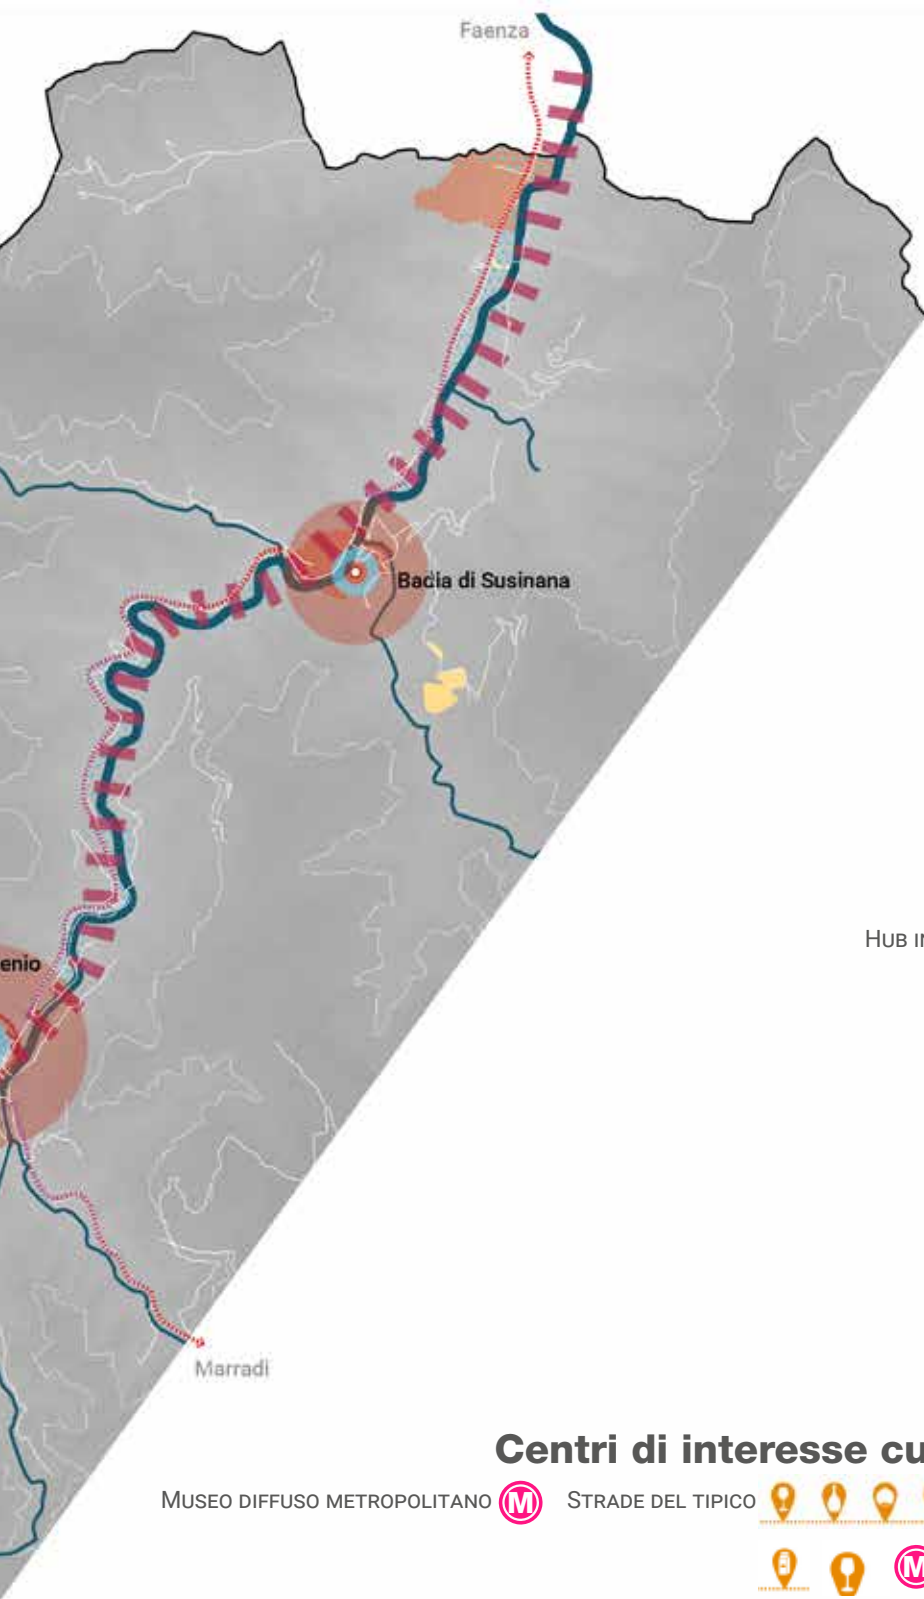 Faenza
Badia di Susinana
HUB
enio
Marradi
Centri di interesse cu
MUSEO DIFFUSO METROPOLITANO M STRADE DEL TIPICO
M